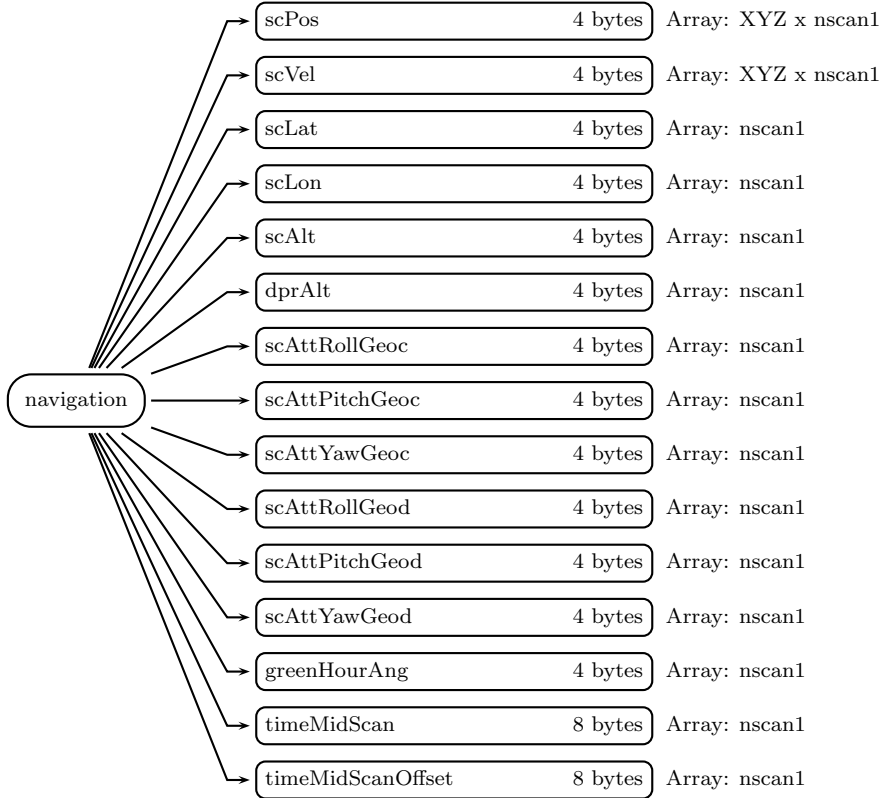 scPos 4 bytes Array: XYZ x nscan1
scVel 4 bytes Array: XYZ x nscan1
scLat 4 bytes Array: nscan1
scLon 4 bytes Array: nscan1
scAlt 4 bytes Array: nscan1
dprAlt 4 bytes Array: nscan1
scAttRollGeoc 4 bytes Array: nscan1
navigation scAttPitchGeoc 4 bytes Array: nscan1
scAttYawGeoc 4 bytes Array: nscan1
scAttRollGeod 4 bytes Array: nscan1
scAttPitchGeod 4 bytes Array: nscan1
scAttYawGeod 4 bytes Array: nscan1
greenHourAng 4 bytes Array: nscan1
timeMidScan 8 bytes Array: nscan1
timeMidScanOffset 8 bytes Array: nscan1